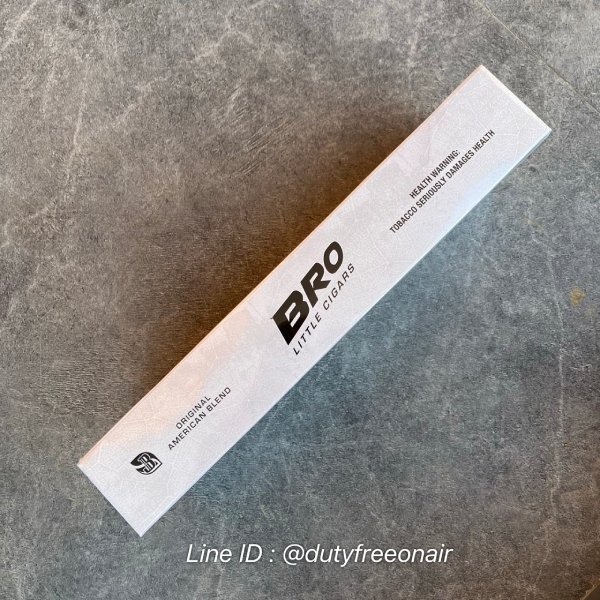 HEALTH WARNING:
TOBACCO SERIOUSLY DAMAGES HEALTH
BRO
LITTLE CIGARS
ORIGINAL
AMERICAN BLEND
B
Line ID : @dutyfreeonair